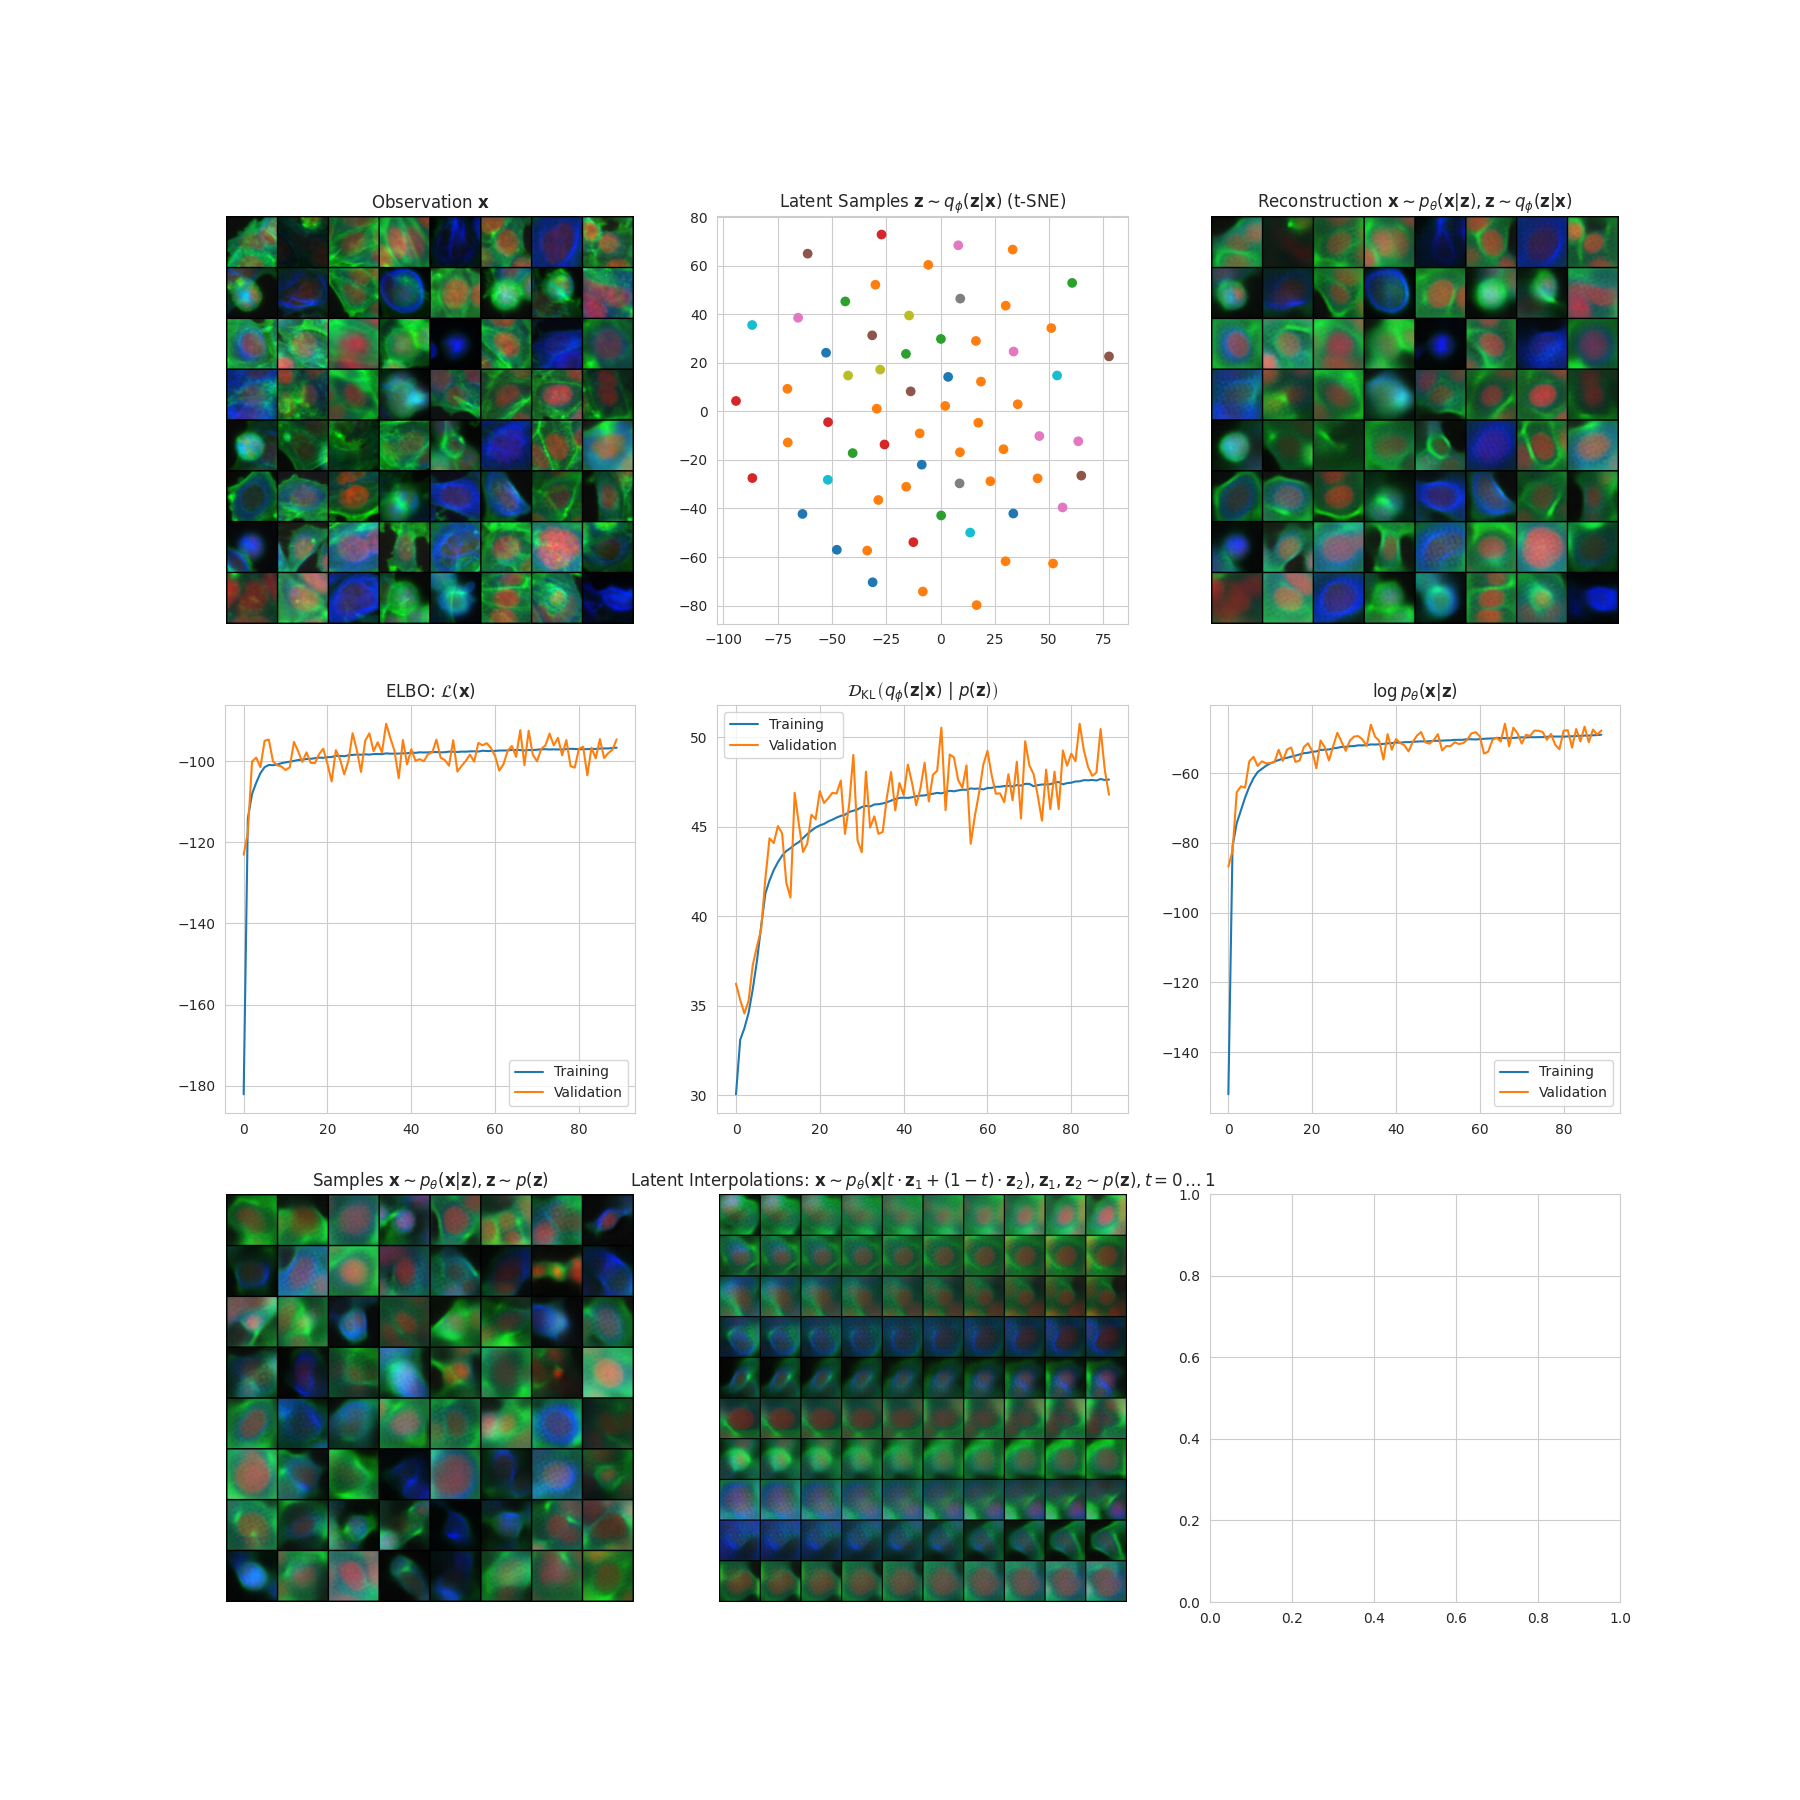 Observation x
Latent Samples z ~ qϕ(z|x) (t-SNE)
Reconstruction x ~ pθ(x|z), z ~ qϕ(z|x)
80
60
40
20
0
−20
−40
−60
−80
−100 −75 −50 −25 0 25 50 75
ELBO: ℒ(x)
−100
−120
−140
−160
−180
0 20 40 60 80
Training
Validation
𝒟KL(qϕ(z|x) | p(z))
50
45
40
35
30
0 20 40 60 80
Training
Validation
log pθ(x|z)
−60
−80
−100
−120
−140
0 20 40 60 80
Training
Validation
Samples x ~ pθ(x|z), z ~ p(z)
Latent Interpolations: x ~ pθ(x|t · z1 + (1 − t) · z2), z1, z2 ~ p(z), t = 0 … 1
1.0
0.8
0.6
0.4
0.2
0.0
0.0 0.2 0.4 0.6 0.8 1.0